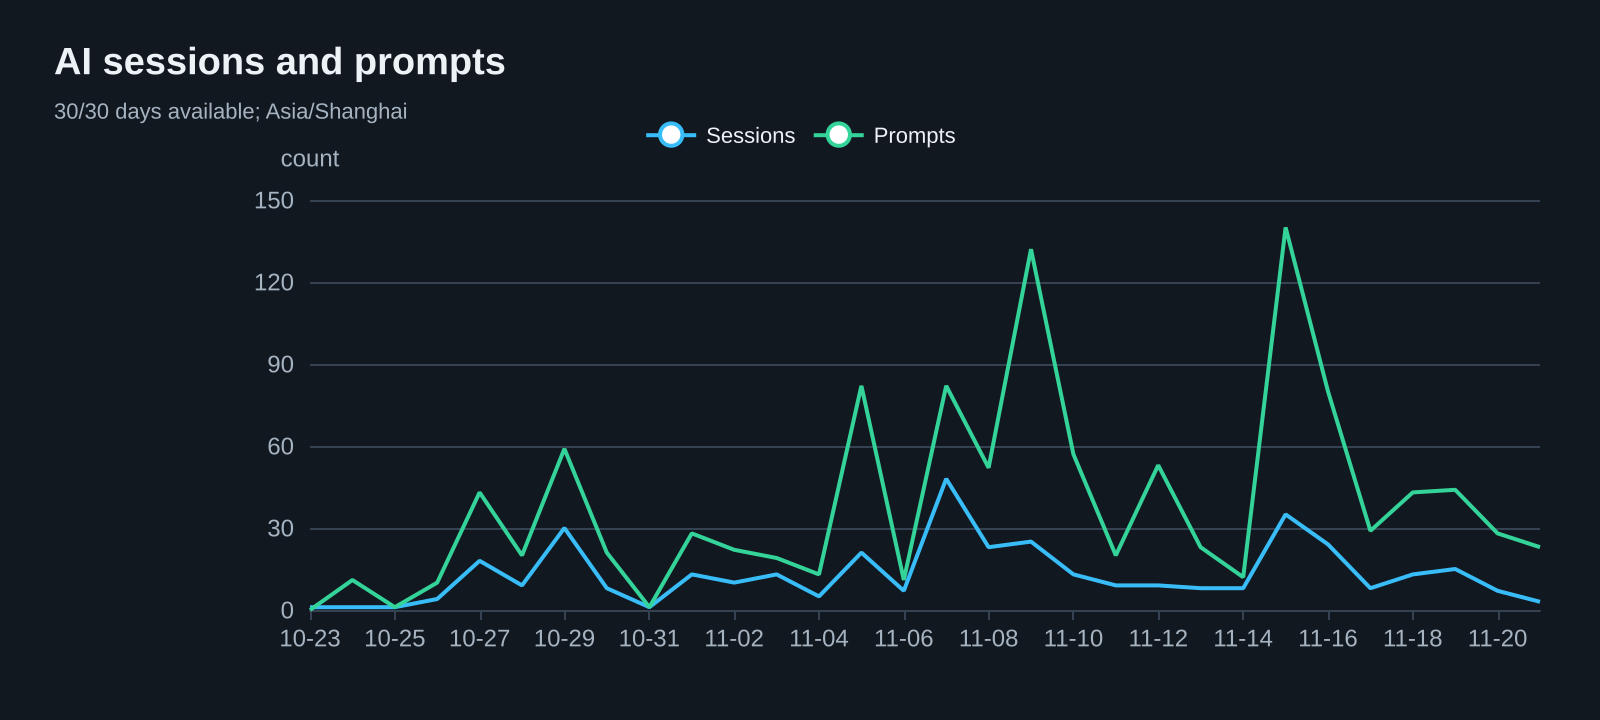 AI sessions and prompts
30/30 days available; Asia/Shanghai
Sessions Prompts
count
150
120
90
60
30
0
10-23 10-25 10-27 10-29 10-31 11-02 11-04 11-06 11-08 11-10 11-12 11-14 11-16 11-18 11-20